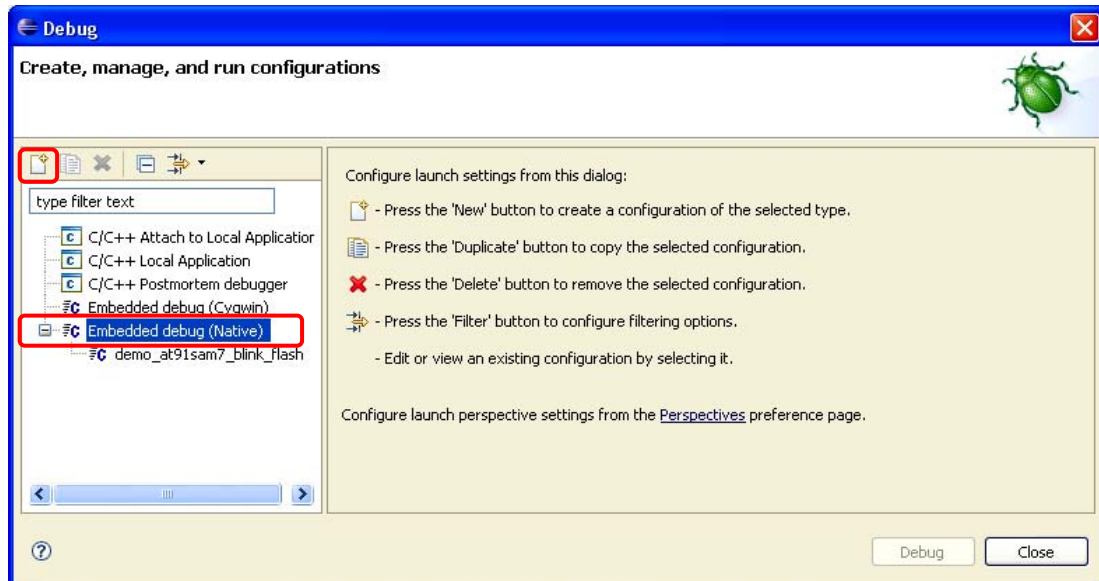 Debug
Create, manage, and run configurations
type filter text
C/C++ Attach to Local Application
C/C++ Local Application
C/C++ Postmortem debugger
Embedded debug (Cygwin)
Embedded debug (Native)
demo_at91sam7_blink_flash
Configure launch settings from this dialog:
- Press the 'New' button to create a configuration of the selected type.
- Press the 'Duplicate' button to copy the selected configuration.
- Press the 'Delete' button to remove the selected configuration.
- Press the 'Filter' button to configure filtering options.
- Edit or view an existing configuration by selecting it.
Configure launch perspective settings from the Perspectives preference page.
Debug
Close